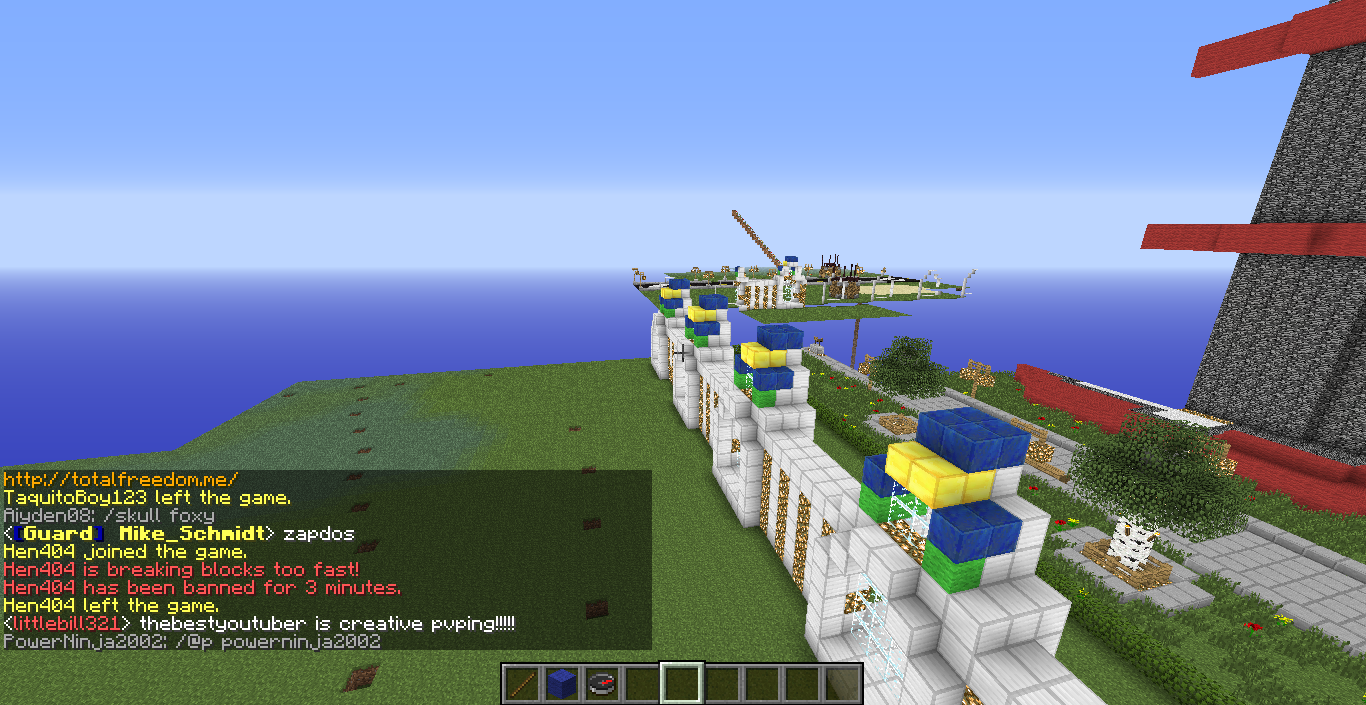 http://totalfreedom.me/
TaquitoBoy123 left the game.
Aiyden08: /skull foxy
<[Guard] Mike_Schmidt> zapdos
Hen404 joined the game.
Hen404 is breaking blocks too fast!
Hen404 has been banned for 3 minutes.
Hen404 left the game.
<littlebill321> thebestyoutuber is creative pvping!!!!!
PowerNinja2002: /@p powerninja2002